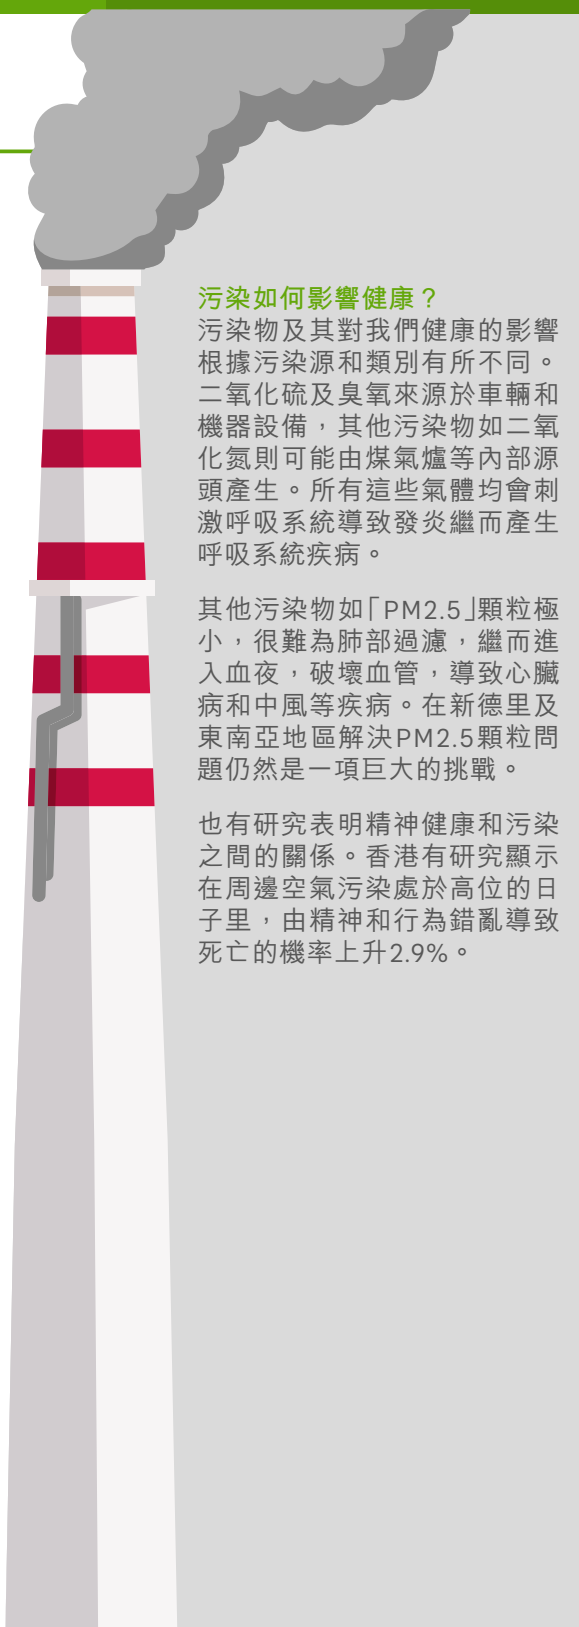 污染如何影響健康？
污染物及其對我們健康的影響
根據污染源和類別有所不同。
二氧化硫及臭氧來源於車輛和
機器設備，其他污染物如二氧
化氮則可能由煤氣爐等內部源
頭產生。所有這些氣體均會刺
激呼吸系統導致發炎繼而產生
呼吸系統疾病。
其他污染物如「PM2.5」顆粒極
小，很難為肺部過濾，繼而進
入血夜，破壞血管，導致心臟
病和中風等疾病。在新德里及
東南亞地區解決PM2.5顆粒問
題仍然是一項巨大的挑戰。
也有研究表明精神健康和污染
之間的關係。香港有研究顯示
在周邊空氣污染處於高位的日
子里，由精神和行為錯亂導致
死亡的機率上升2.9%。